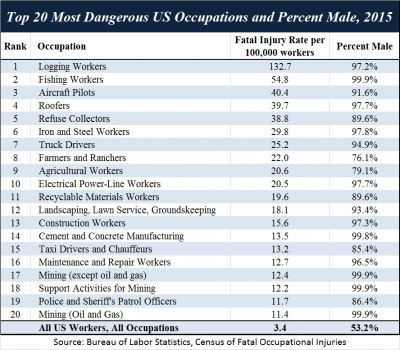 Top 20 Most Dangerous US Occupations and Percent Male, 2015
Rank Occupation Fatal Injury Rate per 100,000 workers Percent Male
1 Logging Workers 132.7 97.2%
2 Fishing Workers 54.8 99.9%
3 Aircraft Pilots 40.4 91.6%
4 Roofers 39.7 97.7%
5 Refuse Collectors 38.8 89.6%
6 Iron and Steel Workers 29.8 97.8%
7 Truck Drivers 25.2 94.9%
8 Farmers and Ranchers 22.0 76.1%
9 Agricultural Workers 20.6 79.1%
10 Electrical Power-Line Workers 20.5 97.7%
11 Recyclable Materials Workers 19.6 89.6%
12 Landscaping, Lawn Service, Groundskeeping 18.1 93.4%
13 Construction Workers 15.6 97.3%
14 Cement and Concrete Manufacturing 13.5 99.8%
15 Taxi Drivers and Chauffeurs 13.2 85.4%
16 Maintenance and Repair Workers 12.9 96.5%
17 Mining (except oil and gas) 12.4 99.9%
18 Support Activities for Mining 12.2 99.9%
19 Police and Sheriff's Patrol Officers 11.7 86.4%
20 Mining (Oil and Gas) 11.4 99.9%
All US Workers, All Occupations 3.4 53.2%
Source: Bureau of Labor Statistics, Census of Fatal Occupational Injuries